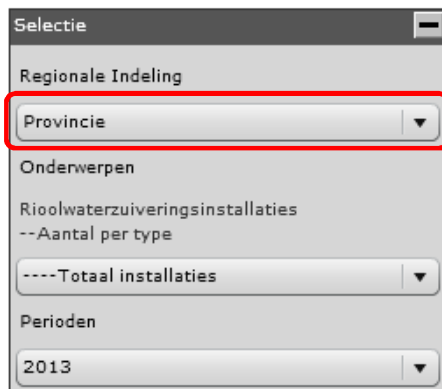 Selectie
Regionale Indeling
Provincie
Onderwerpen
Rioolwaterzuiveringsinstallaties
--Aantal per type
----Totaal installaties
Perioden
2013